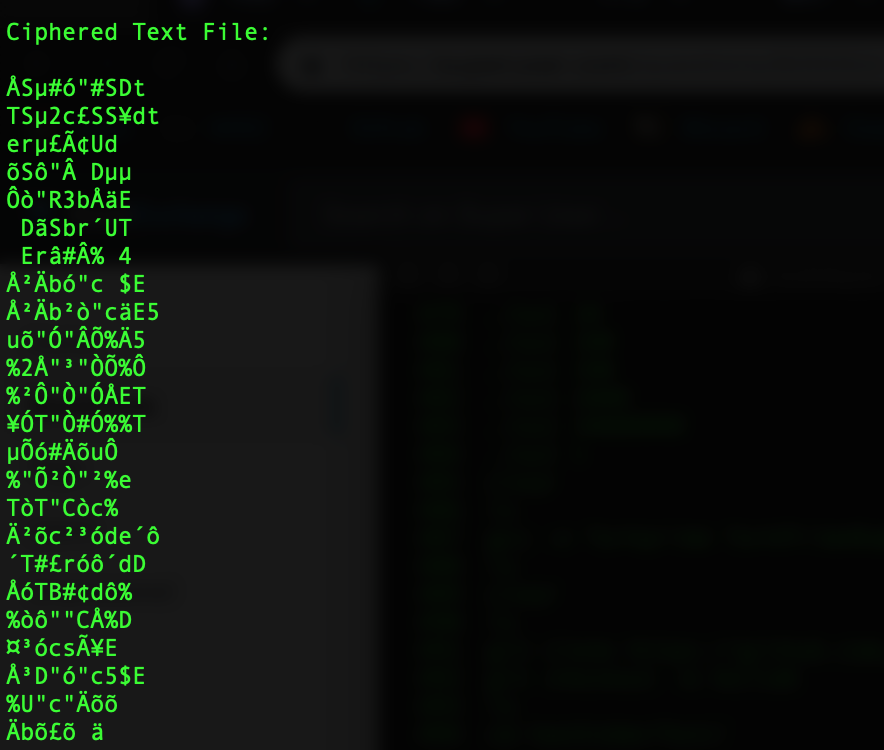 Ciphered Text File:
ÅSµ#ó"#SDt
TSµ2c£SS¥dt
erµ£Ã¢Ud
õSô"Â Dµµ
Ôò"R3bÅäE
DãSbr´UT
Erâ#Â% 4
Å²Äbó"c $E
Å²Äb²ò"cäE5
uõ"Ó"ÂÕ%Ä5
%2Å"³"ÒÕ%Ô
%²Ô"Ò"ÓÅET
¥ÓT"Ò#Ó%%T
µÕó#ÄõuÔ
%"Õ²Ò"²%e
TòT"Còc%
Ä²õc²³óde´ô
´T#£róô´dD
ÅóTB#¢dô%
%òô""CÅ%D
¤³ócsÃ¥E
Å³D"ó"c5$E
%U"c"Äõõ
Äbõ£õ ä